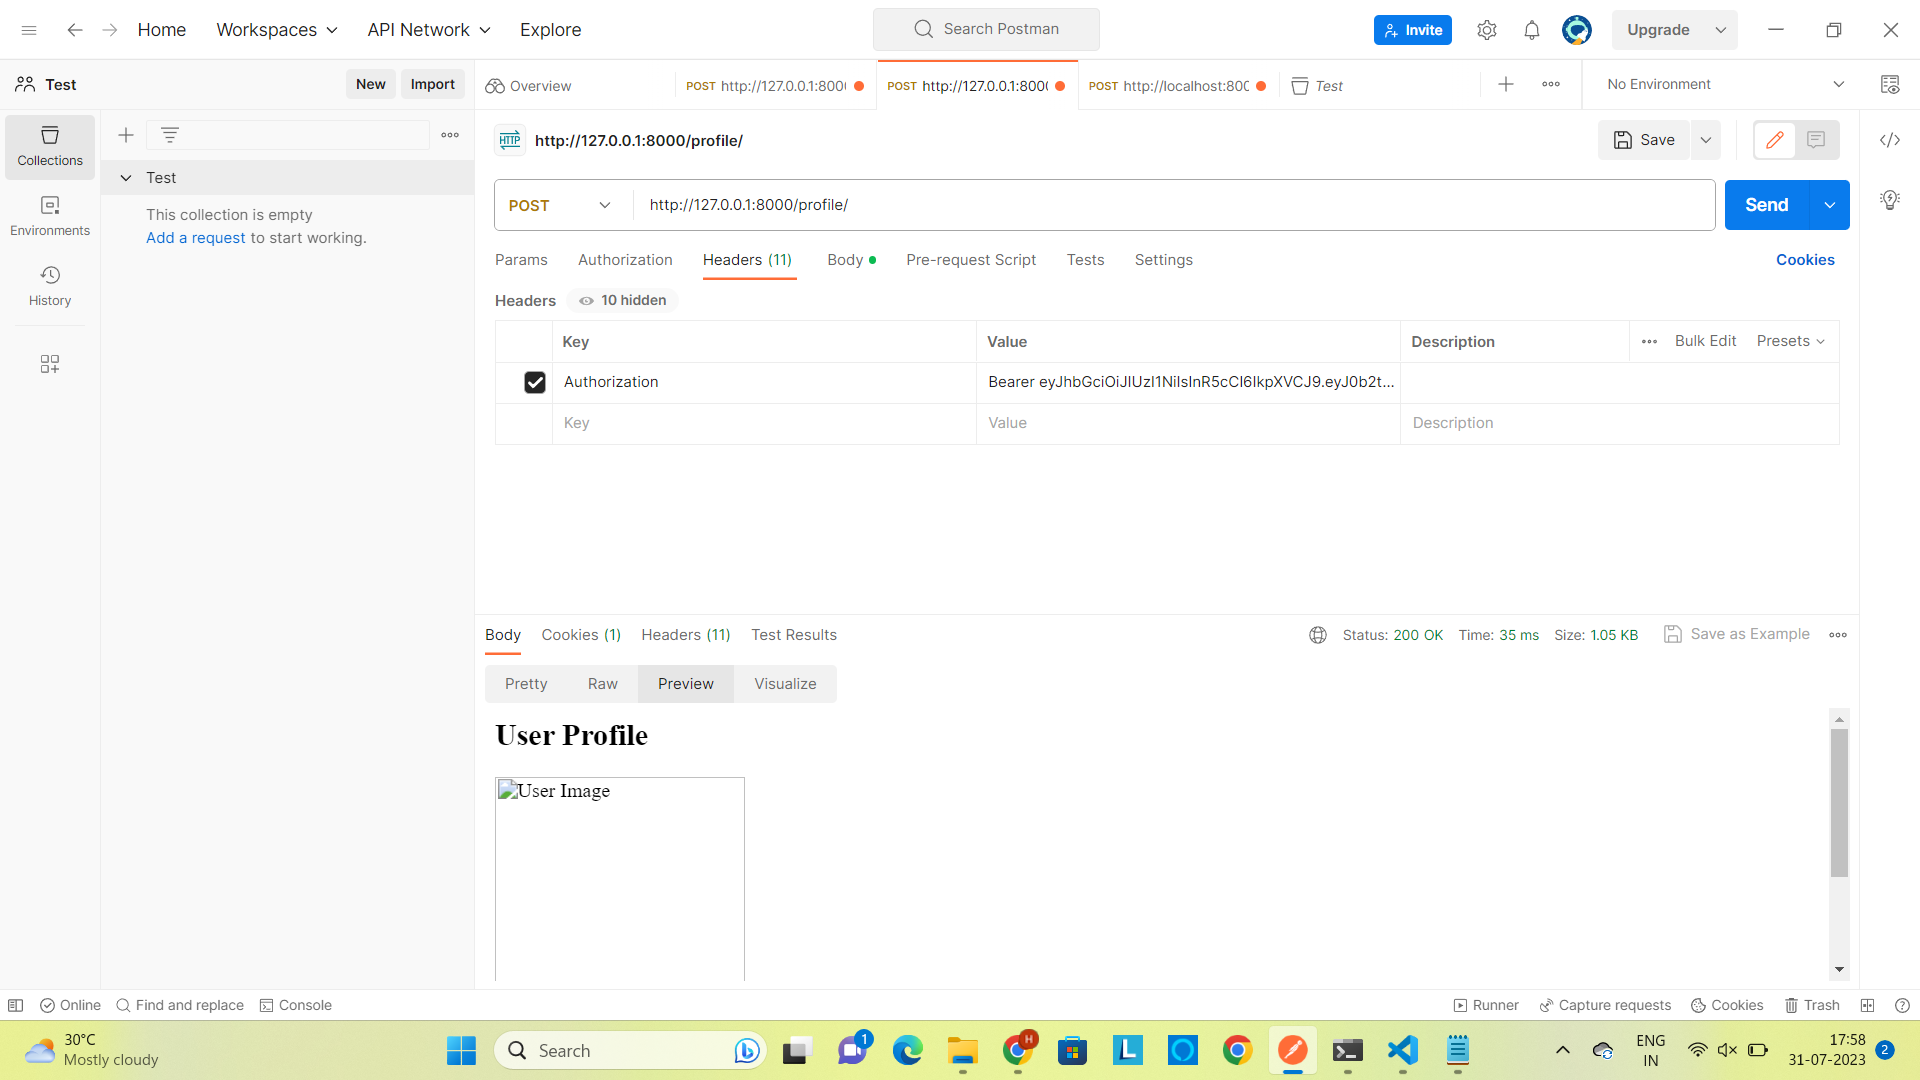 Home
Workspaces
API Network
Explore
Search Postman
Invite
Upgrade
Test
New
Import
Overview
POST http://127.0.0.1:800
POST http://127.0.0.1:800
POST http://localhost:80
Test
No Environment
Collections
Environments
History
Test
This collection is empty
Add a request to start working.
HTTP
http://127.0.0.1:8000/profile/
Save
POST
http://127.0.0.1:8000/profile/
Send
Params
Authorization
Headers (11)
Body
Pre-request Script
Tests
Settings
Cookies
Headers
10 hidden
Key
Value
Description
Bulk Edit
Presets
Authorization
Bearer eyJhbGciOiJIUzI1NiIsInR5cCI6IkpXVCJ9.eyJ0b2t...
Key
Value
Description
Body
Cookies (1)
Headers (11)
Test Results
Status: 200 OK
Time: 35 ms
Size: 1.05 KB
Save as Example
Pretty
Raw
Preview
Visualize
User Profile
User Image
Online
Find and replace
Console
Runner
Capture requests
Cookies
Trash
30°C
Mostly cloudy
Search
1
H
L
ENG
IN
17:58
31-07-2023
2